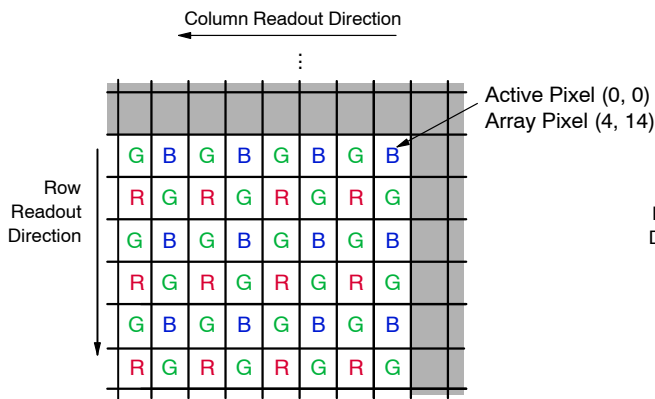 Column Readout Direction
⋮
Active Pixel (0, 0)
Array Pixel (4, 14)
G B G B G B G B
Row
Readout
Direction
R G R G R G R G
G B G B G B G B
R G R G R G R G
G B G B G B G B
R G R G R G R G